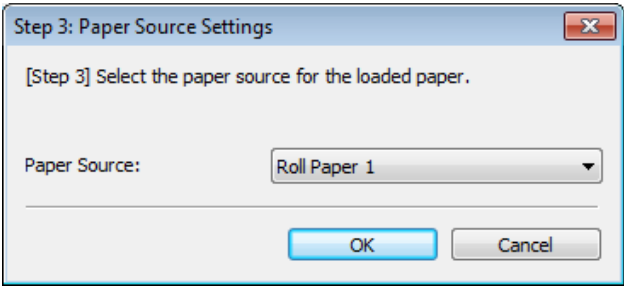 Step 3: Paper Source Settings
[Step 3] Select the paper source for the loaded paper.
Paper Source: Roll Paper 1
OK Cancel